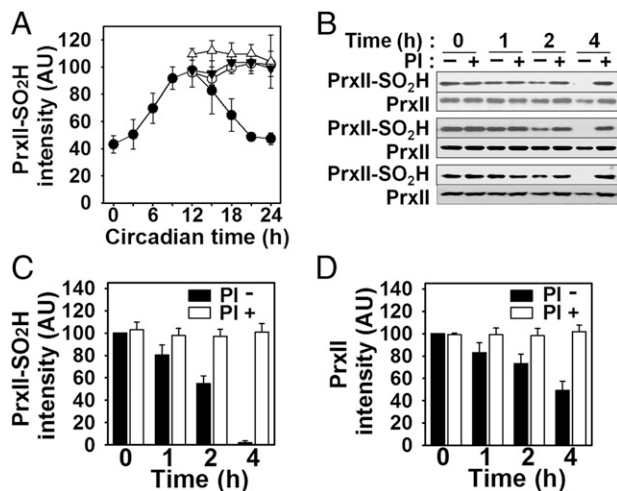 A
PrxII-SO2H
intensity (AU)
120
100
80
60
40
20
0
0 6 12 18 24
Circadian time (h)
B
Time (h) : 0 1 2 4
PI : − + − + − + − +
PrxII-SO2H
PrxII
PrxII-SO2H
PrxII
PrxII-SO2H
PrxII
C
PrxII-SO2H
intensity (AU)
140
120
100
80
60
40
20
0
PI -
PI +
0 1 2 4
Time (h)
D
PrxII
intensity (AU)
140
120
100
80
60
40
20
0
PI -
PI +
0 1 2 4
Time (h)